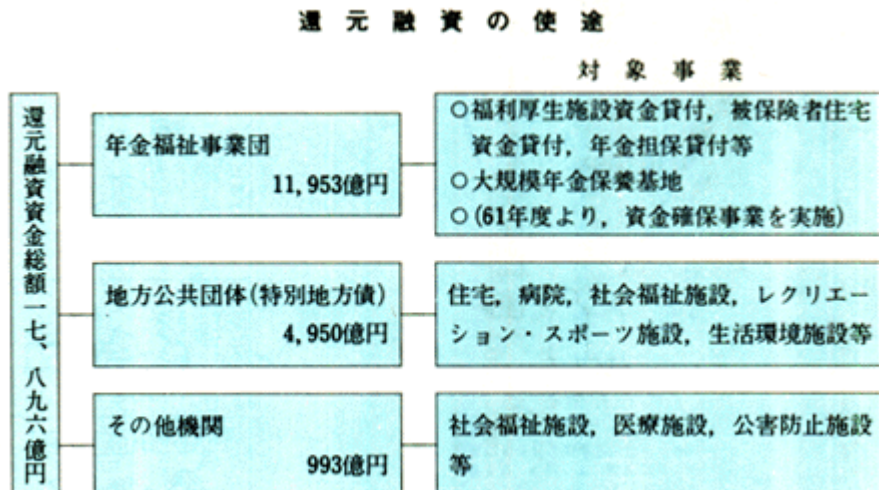 還元融資の使途
対象事業
還元融資資金総額一七、八九六億円
年金福祉事業団
11,953億円
○福利厚生施設資金貸付，被保険者住宅
資金貸付，年金担保貸付等
○大規模年金保養基地
○(61年度より，資金確保事業を実施)
地方公共団体(特別地方債)
4,950億円
住宅，病院，社会福祉施設，レクリエー
ション・スポーツ施設，生活環境施設等
その他機関
993億円
社会福祉施設，医療施設，公害防止施設
等